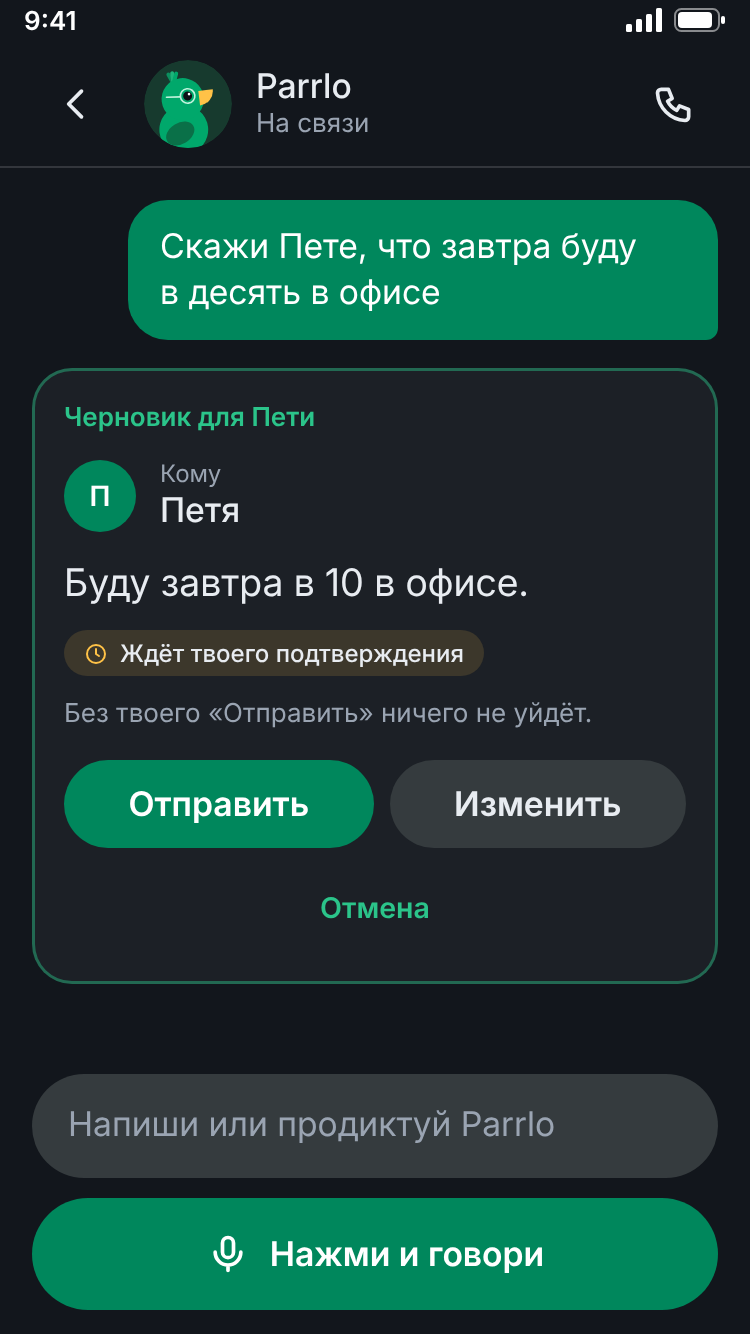 9:41
Parrlo
На связи
Скажи Пете, что завтра буду
в десять в офисе
Черновик для Пети
П
Кому
Петя
Буду завтра в 10 в офисе.
Ждёт твоего подтверждения
Без твоего «Отправить» ничего не уйдёт.
Отправить
Изменить
Отмена
Напиши или продиктуй Parrlo
Нажми и говори